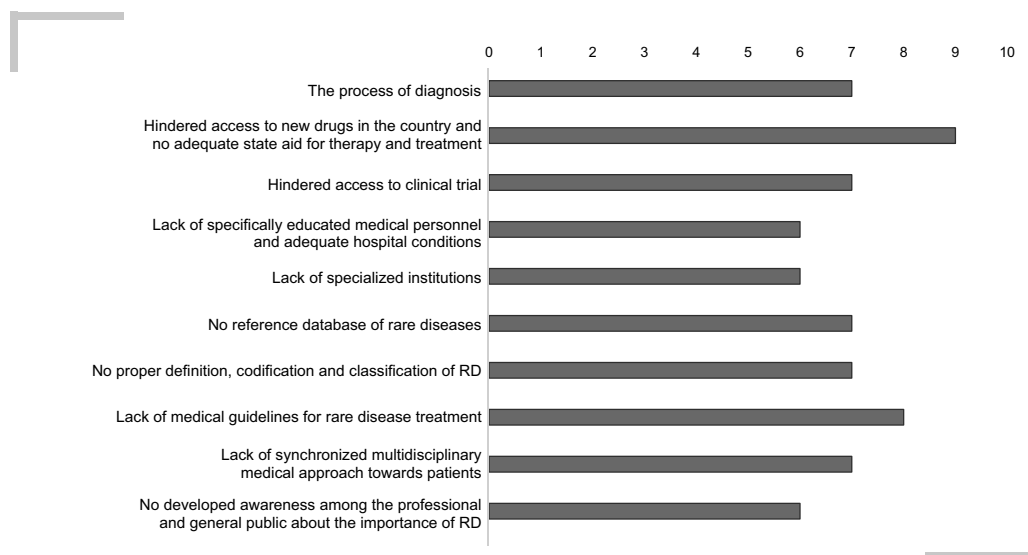 0 1 2 3 4 5 6 7 8 9 10
The process of diagnosis
Hindered access to new drugs in the country and
no adequate state aid for therapy and treatment
Hindered access to clinical trial
Lack of specifically educated medical personnel
and adequate hospital conditions
Lack of specialized institutions
No reference database of rare diseases
No proper definition, codification and classification of RD
Lack of medical guidelines for rare disease treatment
Lack of synchronized multidisciplinary
medical approach towards patients
No developed awareness among the professional
and general public about the importance of RD